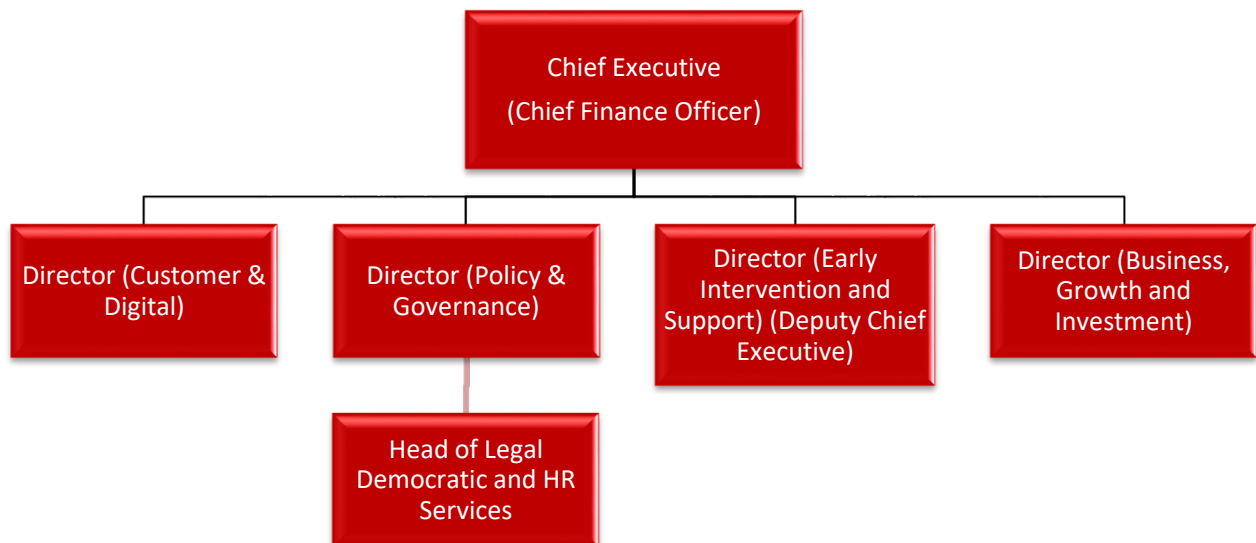 Chief Executive
(Chief Finance Officer)
Director (Customer &
Digital)
Director (Policy &
Governance)
Director (Early
Intervention and
Support) (Deputy Chief
Executive)
Director (Business,
Growth and
Investment)
Head of Legal
Democratic and HR
Services